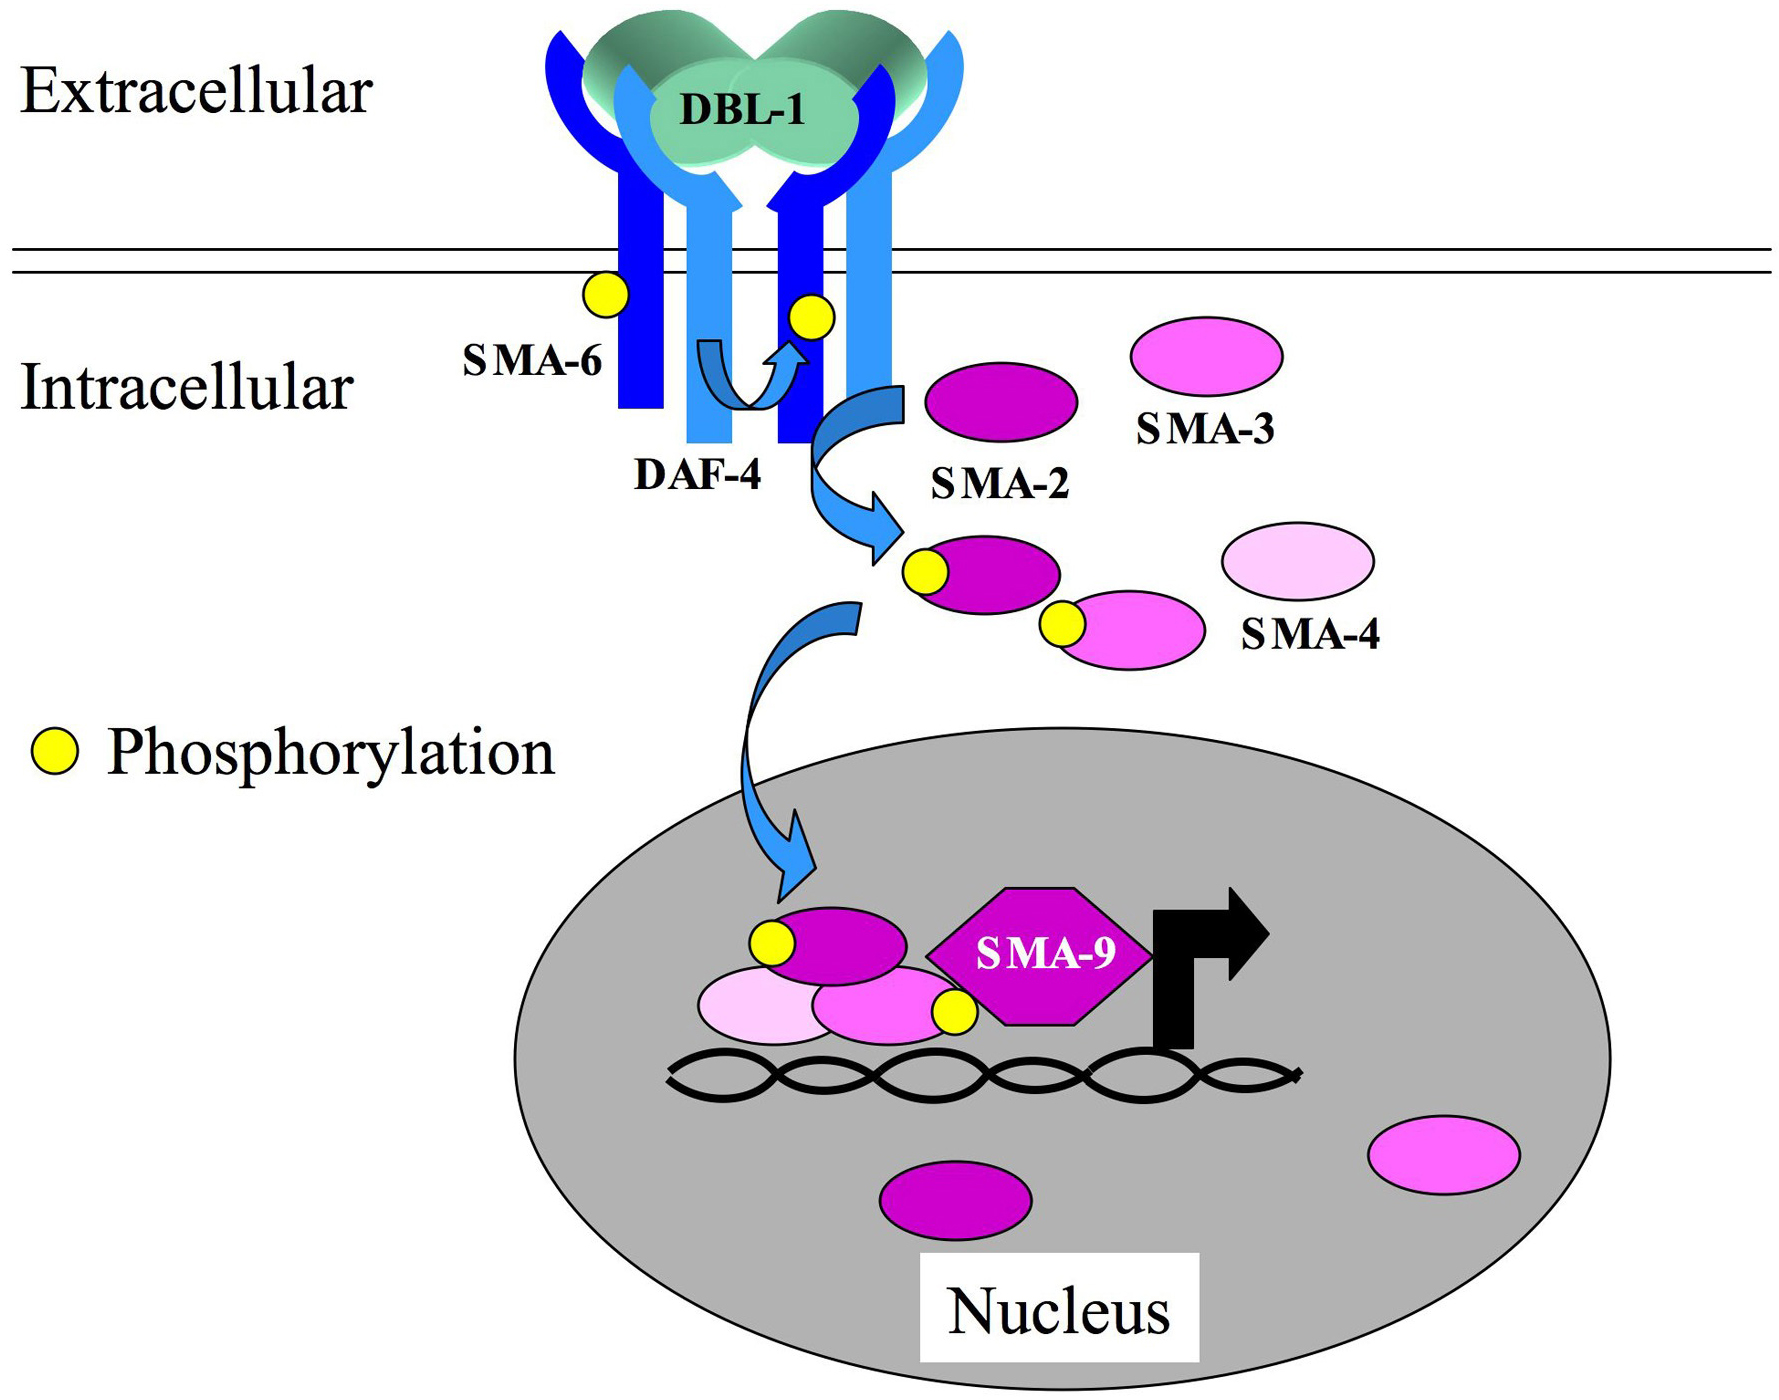 Extracellular
DBL-1
SMA-6
Intracellular
SMA-3
DAF-4
SMA-2
SMA-4
Phosphorylation
SMA-9
Nucleus